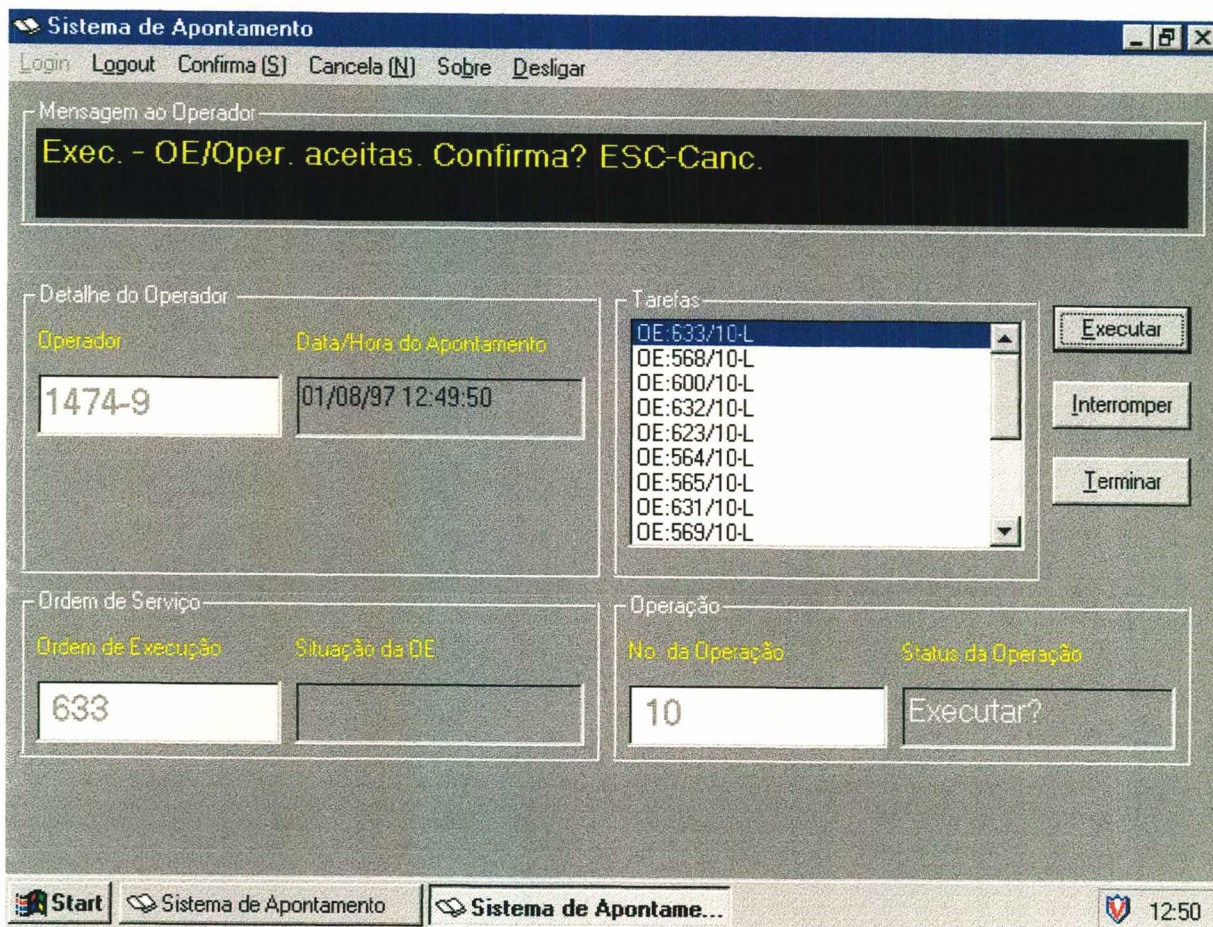 Sistema de Apontamento
Login Logout Confirma (S) Cancela (N) Sobre Desligar
Mensagem ao Operador
Exec. - OE/Oper. aceitas. Confirma? ESC-Canc.
Detalhe do Operador
Operador
Data/Hora do Apontamento
1474-9
01/08/97 12:49:50
Tarefas
OE:633/10-L
OE:568/10-L
OE:600/10-L
OE:632/10-L
OE:623/10-L
OE:564/10-L
OE:565/10-L
OE:631/10-L
OE:569/10-L
Executar
Interromper
Terminar
Ordem de Serviço
Ordem de Execução
Situação da OE
633
Operação
No. da Operação
Status da Operação
10
Executar?
Start
Sistema de Apontamento
Sistema de Apontame...
12:50